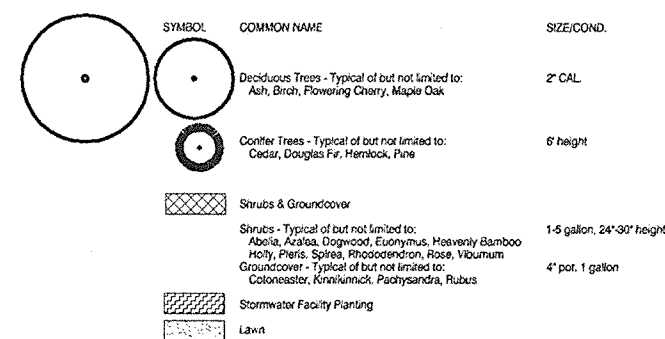 SYMBOL COMMON NAME SIZE/COND.
Deciduous Trees - Typical of but not limited to: 2" CAL.
Ash, Birch, Flowering Cherry, Maple Oak
Conifer Trees - Typical of but not limited to: 6' height
Cedar, Douglas Fir, Hemlock, Pine
Shrubs & Groundcover
Shrubs - Typical of but not limited to: 1-5 gallon, 24"-30" height
Abelia, Azalea, Dogwood, Euonymus, Heavenly Bamboo
Holly, Pieris, Spirea, Rhododendron, Rose, Viburnum
Groundcover - Typical of but not limited to: 4" pot, 1 gallon
Cotoneaster, Kinnikinnick, Pachysandra, Rubus
Stormwater Facility Planting
Lawn